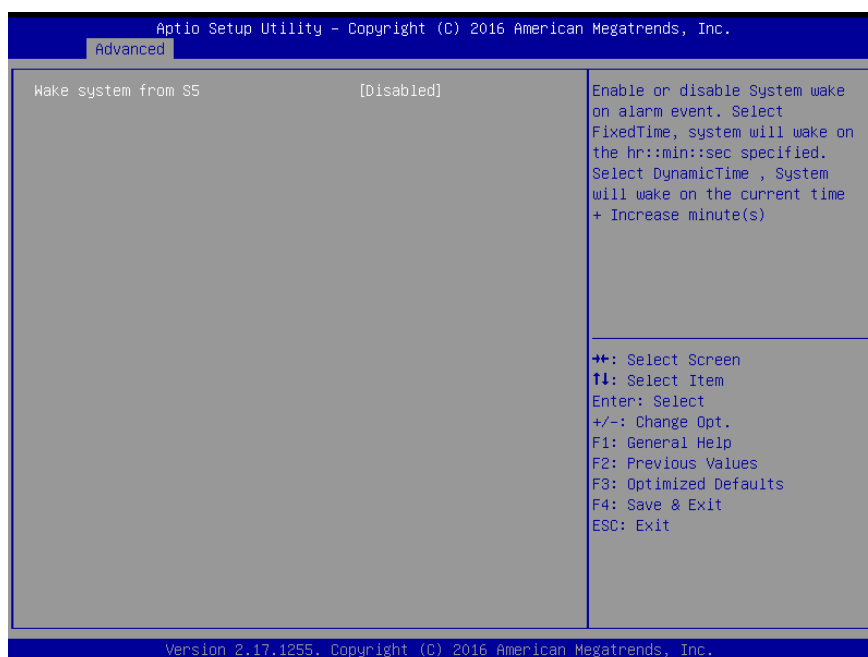 Aptio Setup Utility – Copyright (C) 2016 American Megatrends, Inc.
Advanced
Wake system from S5 [Disabled]
Enable or disable System wake
on alarm event. Select
FixedTime, system will wake on
the hr::min::sec specified.
Select DynamicTime , System
will wake on the current time
+ Increase minute(s)
→←: Select Screen
↑↓: Select Item
Enter: Select
+/-: Change Opt.
F1: General Help
F2: Previous Values
F3: Optimized Defaults
F4: Save & Exit
ESC: Exit
Version 2.17.1255. Copyright (C) 2016 American Megatrends, Inc.